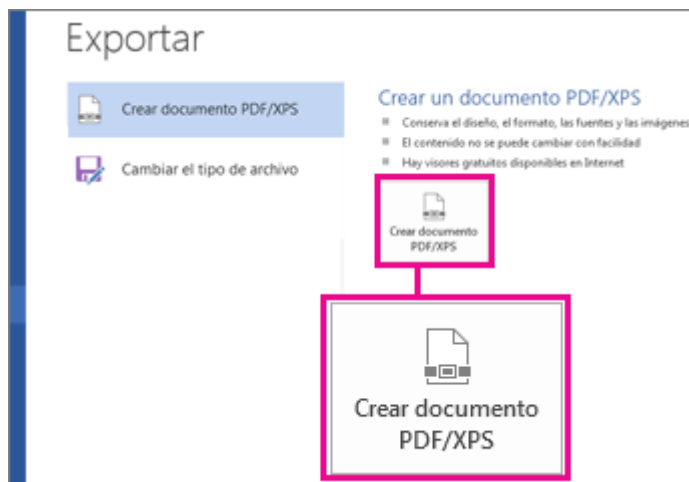 Exportar
Crear documento PDF/XPS
Cambiar el tipo de archivo
Crear un documento PDF/XPS
Conserva el diseño, el formato, las fuentes y las imágenes
El contenido no se puede cambiar con facilidad
Hay visores gratuitos disponibles en Internet
Crear documento
PDF/XPS
Crear documento
PDF/XPS